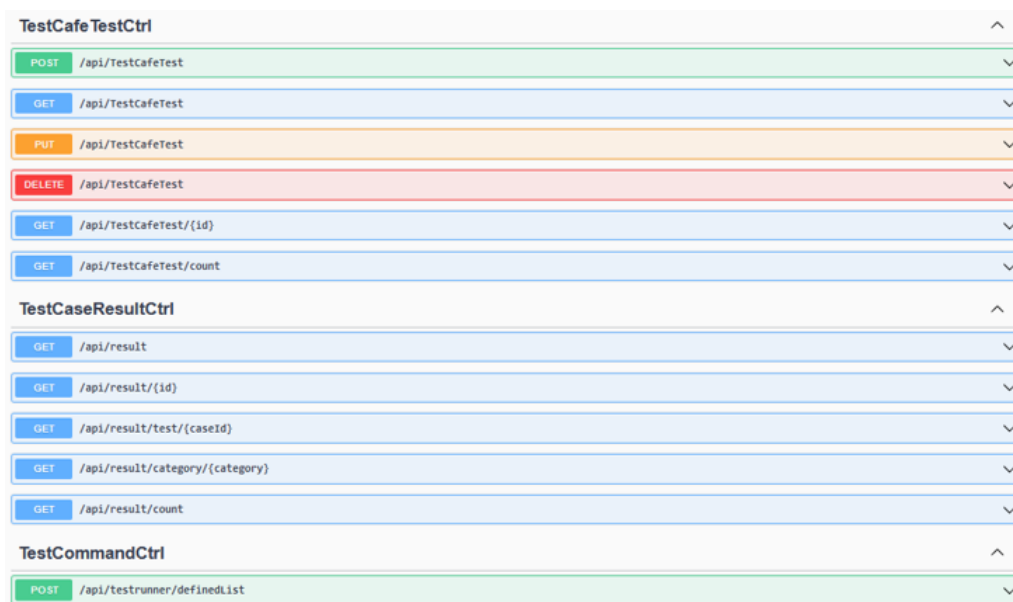 TestCafeTestCtrl
POST /api/TestCafeTest
GET /api/TestCafeTest
PUT /api/TestCafeTest
DELETE /api/TestCafeTest
GET /api/TestCafeTest/{id}
GET /api/TestCafeTest/count
TestCaseResultCtrl
GET /api/result
GET /api/result/{id}
GET /api/result/test/{caseId}
GET /api/result/category/{category}
GET /api/result/count
TestCommandCtrl
POST /api/testrunner/definedList